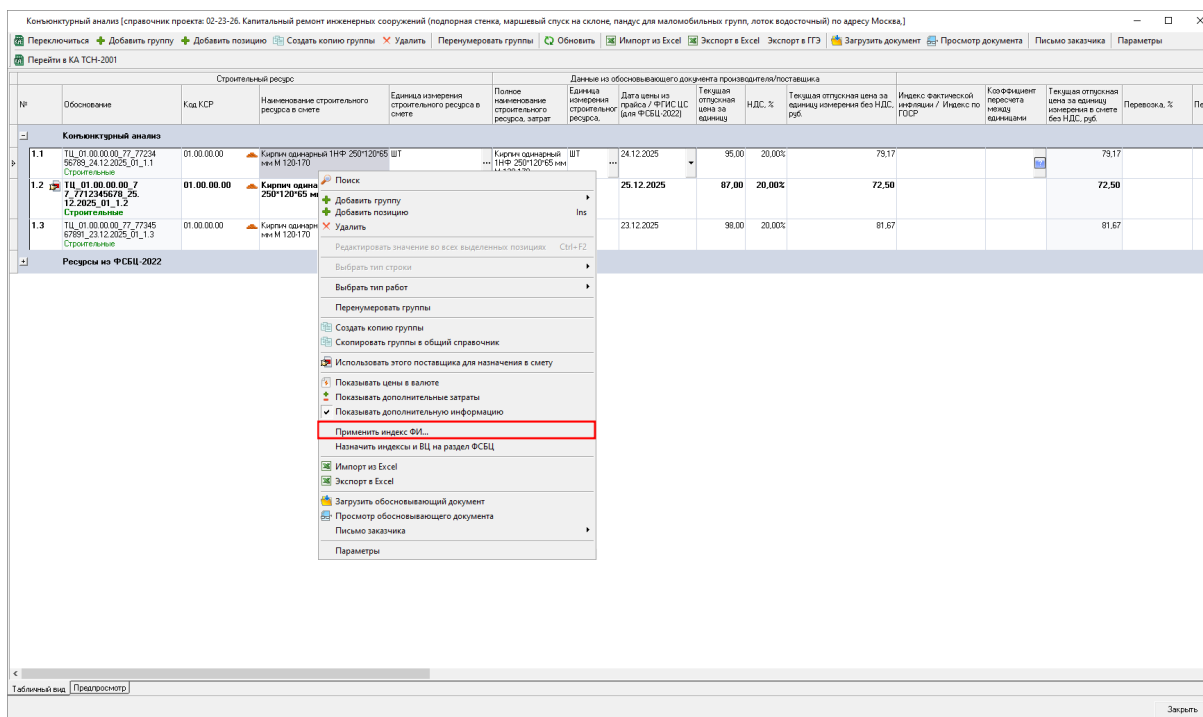 Конъюнктурный анализ [справочник проекта: 02-23-26. Капитальный ремонт инженерных сооружений (подпорная стенка, маршевый спуск на склоне, пандус для маломобильных групп, лоток водосточный) по адресу Москва,]
Переключиться Добавить группу Добавить позицию Создать копию группы Удалить Перенумеровать группы Обновить Импорт из Excel Экспорт в Excel Экспорт в ГГЭ Загрузить документ Просмотр документа Письмо заказчика Параметры
Перейти в КА ТСН-2001
Строительный ресурс Данные из обосновывающего документа производителя/поставщика
№ Обоснование Код КСР Наименование строительного ресурса в смете Единица измерения строительного ресурса в смете Полное наименование строительного ресурса, затрат Единица измерения строительног ресурса, Дата цены из прайса / ФГИС ЦС (для ФСБЦ-2022) Текущая отпускная цена за единицу НДС, % Текущая отпускная цена за единицу измерения без НДС, руб. Индекс фактической инфляции / Индекс по ГОСР Коэффициент пересчета между единицами Текущая отпускная цена за единицу измерения в смете без НДС, руб. Перевозка, % Пе
Конъюнктурный анализ
1.1 ТЦ_01.00.00.00_77_77234 01.00.00.00 Кирпич одинарный 1НФ 250*120*65 ШТ ... Кирпич одинарный ШТ ... 24.12.2025 95,00 20,00% 79,17 79,17
56789_24.12.2025_01_1.1 мм М 120-170 1НФ 250*120*65 мм
Строительные М 120-170
1.2 ТЦ_01.00.00.00_7 01.00.00.00 Кирпич одина 25.12.2025 87,00 20,00% 72,50 72,50
7_7712345678_25. 250*120*65 м
12.2025_01_1.2
Строительные
1.3 ТЦ_01.00.00.00_77_77345 01.00.00.00 Кирпич одинарн 23.12.2025 98,00 20,00% 81,67 81,67
67891_23.12.2025_01_1.3 мм М 120-170
Строительные
Ресурсы из ФСБЦ-2022
Поиск
Добавить группу
Добавить позицию Ins
Удалить
Редактировать значение во всех выделенных позициях Ctrl+F2
Выбрать тип строки
Выбрать тип работ
Перенумеровать группы
Создать копию группы
Скопировать группы в общий справочник
Использовать этого поставщика для назначения в смету
Показывать цены в валюте
Показывать дополнительные затраты
Показывать дополнительную информацию
Применить индекс ФИ...
Назначить индексы и ВЦ на раздел ФСБЦ
Импорт из Excel
Экспорт в Excel
Загрузить обосновывающий документ
Просмотр обосновывающего документа
Письмо заказчика
Параметры
Табличный вид Предпросмотр
Закрыть